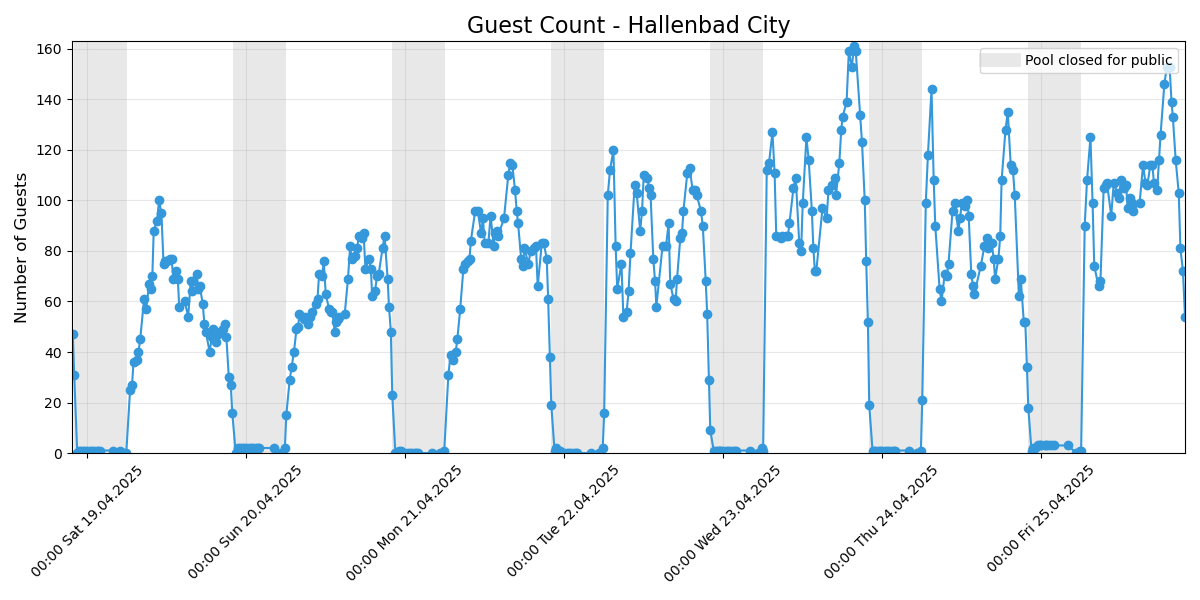 Guest Count - Hallenbad City
Number of Guests
160
140
120
100
80
60
40
20
0
Pool closed for public
00:00 Sat 19.04.2025
00:00 Sun 20.04.2025
00:00 Mon 21.04.2025
00:00 Tue 22.04.2025
00:00 Wed 23.04.2025
00:00 Thu 24.04.2025
00:00 Fri 25.04.2025